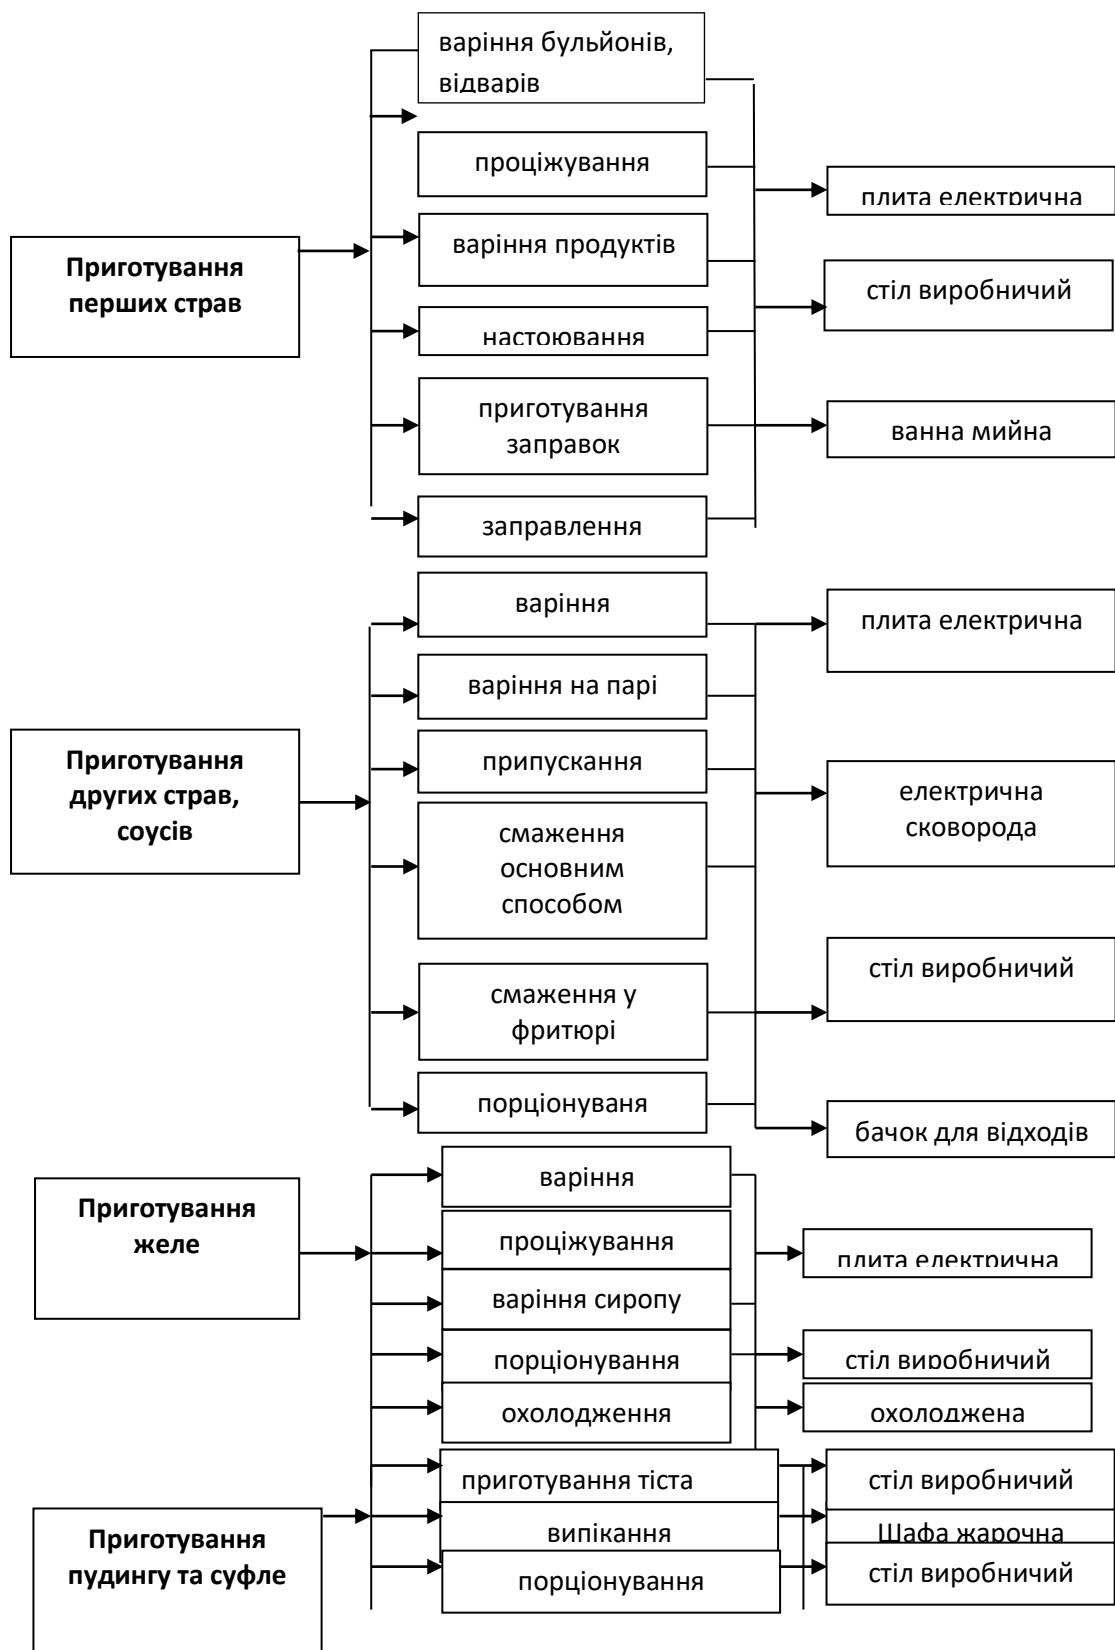 варіння бульйонів,
відварів
проціжування
варіння продуктів
настоювання
приготування
заправок
заправлення
Приготування
перших страв
плита електрична
стіл виробничий
ванна мийна
варіння
варіння на парі
припускання
смаження
основним
способом
смаження у
фритюрі
порціонуваня
Приготування
других страв,
соусів
плита електрична
електрична
сковорода
стіл виробничий
бачок для відходів
варіння
проціжування
варіння сиропу
порціонування
охолодження
Приготування
желе
плита електрична
стіл виробничий
охолоджена
приготування тіста
випікання
порціонування
Приготування
пудингу та суфле
стіл виробничий
Шафа жарочна
стіл виробничий